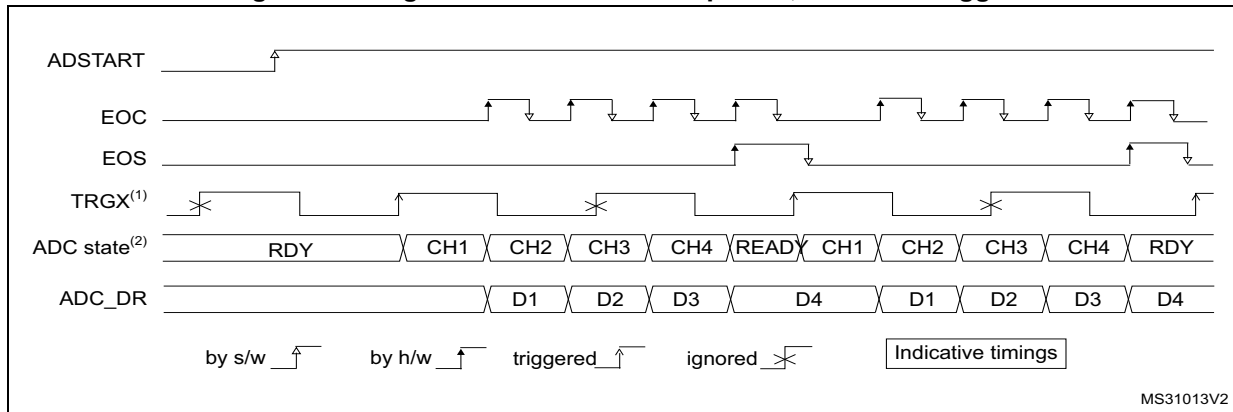 ADSTART
EOC
EOS
TRGX(1)
ADC state(2) RDY CH1 CH2 CH3 CH4 READY CH1 CH2 CH3 CH4 RDY
ADC_DR D1 D2 D3 D4 D1 D2 D3 D4
by s/w by h/w triggered ignored Indicative timings
MS31013V2